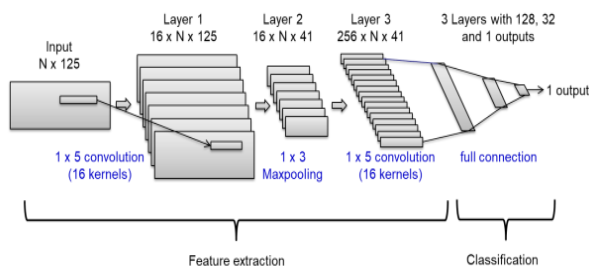 Input
N x 125
Layer 1
16 x N x 125
Layer 2
16 x N x 41
Layer 3
256 x N x 41
3 Layers with 128, 32
and 1 outputs
1 output
1 x 5 convolution
(16 kernels)
1 x 3
Maxpooling
1 x 5 convolution
(16 kernels)
full connection
Feature extraction
Classification